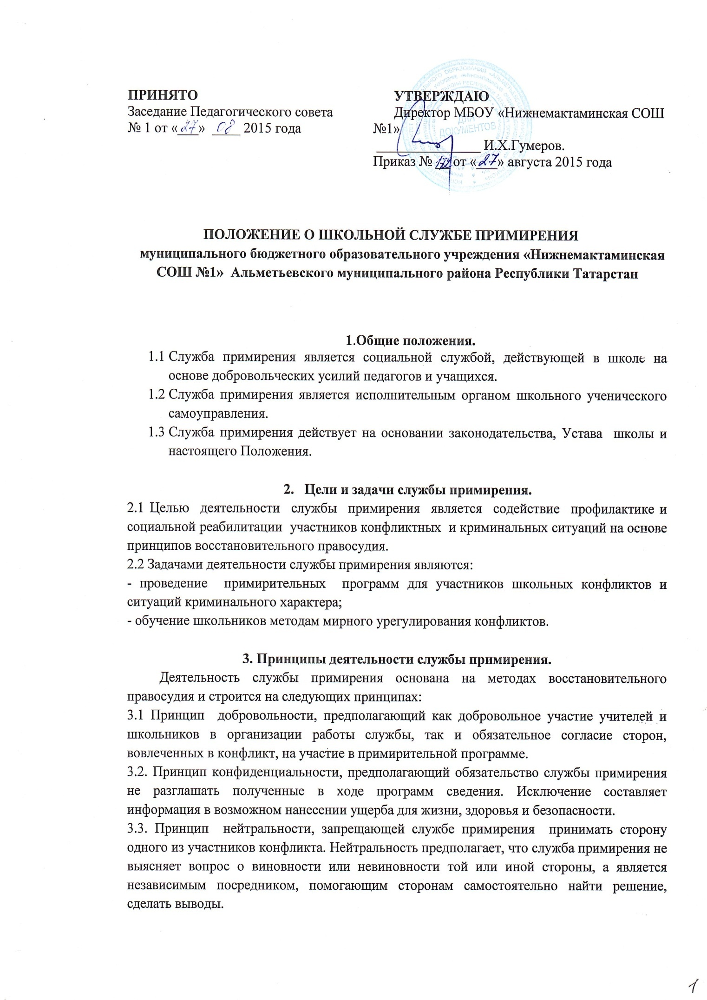 ПРИНЯТО
Заседание Педагогического совета
№ 1 от «27» 08 2015 года
УТВЕРЖДАЮ
Директор МБОУ «Нижнемактаминская СОШ
№1»
И.Х.Гумеров.
Приказ № 172 от «27» августа 2015 года
ДЛЯ
ДОКУМЕНТОВ
ПОЛОЖЕНИЕ О ШКОЛЬНОЙ СЛУЖБЕ ПРИМИРЕНИЯ
муниципального бюджетного образовательного учреждения «Нижнемактаминская
СОШ №1» Альметьевского муниципального района Республики Татарстан
1.Общие положения.
1.1 Служба примирения является социальной службой, действующей в школе на
основе добровольческих усилий педагогов и учащихся.
1.2 Служба примирения является исполнительным органом школьного ученического
самоуправления.
1.3 Служба примирения действует на основании законодательства, Устава школы и
настоящего Положения.
2. Цели и задачи службы примирения.
2.1 Целью деятельности службы примирения является содействие профилактике и
социальной реабилитации участников конфликтных и криминальных ситуаций на основе
принципов восстановительного правосудия.
2.2 Задачами деятельности службы примирения являются:
- проведение примирительных программ для участников школьных конфликтов и
ситуаций криминального характера;
- обучение школьников методам мирного урегулирования конфликтов.
3. Принципы деятельности службы примирения.
Деятельность службы примирения основана на методах восстановительного
правосудия и строится на следующих принципах:
3.1 Принцип добровольности, предполагающий как добровольное участие учителей и
школьников в организации работы службы, так и обязательное согласие сторон,
вовлеченных в конфликт, на участие в примирительной программе.
3.2. Принцип конфиденциальности, предполагающий обязательство службы примирения
не разглашать полученные в ходе программ сведения. Исключение составляет
информация в возможном нанесении ущерба для жизни, здоровья и безопасности.
3.3. Принцип нейтральности, запрещающей службе примирения принимать сторону
одного из участников конфликта. Нейтральность предполагает, что служба примирения не
выясняет вопрос о виновности или невиновности той или иной стороны, а является
независимым посредником, помогающим сторонам самостоятельно найти решение,
сделать выводы.
1